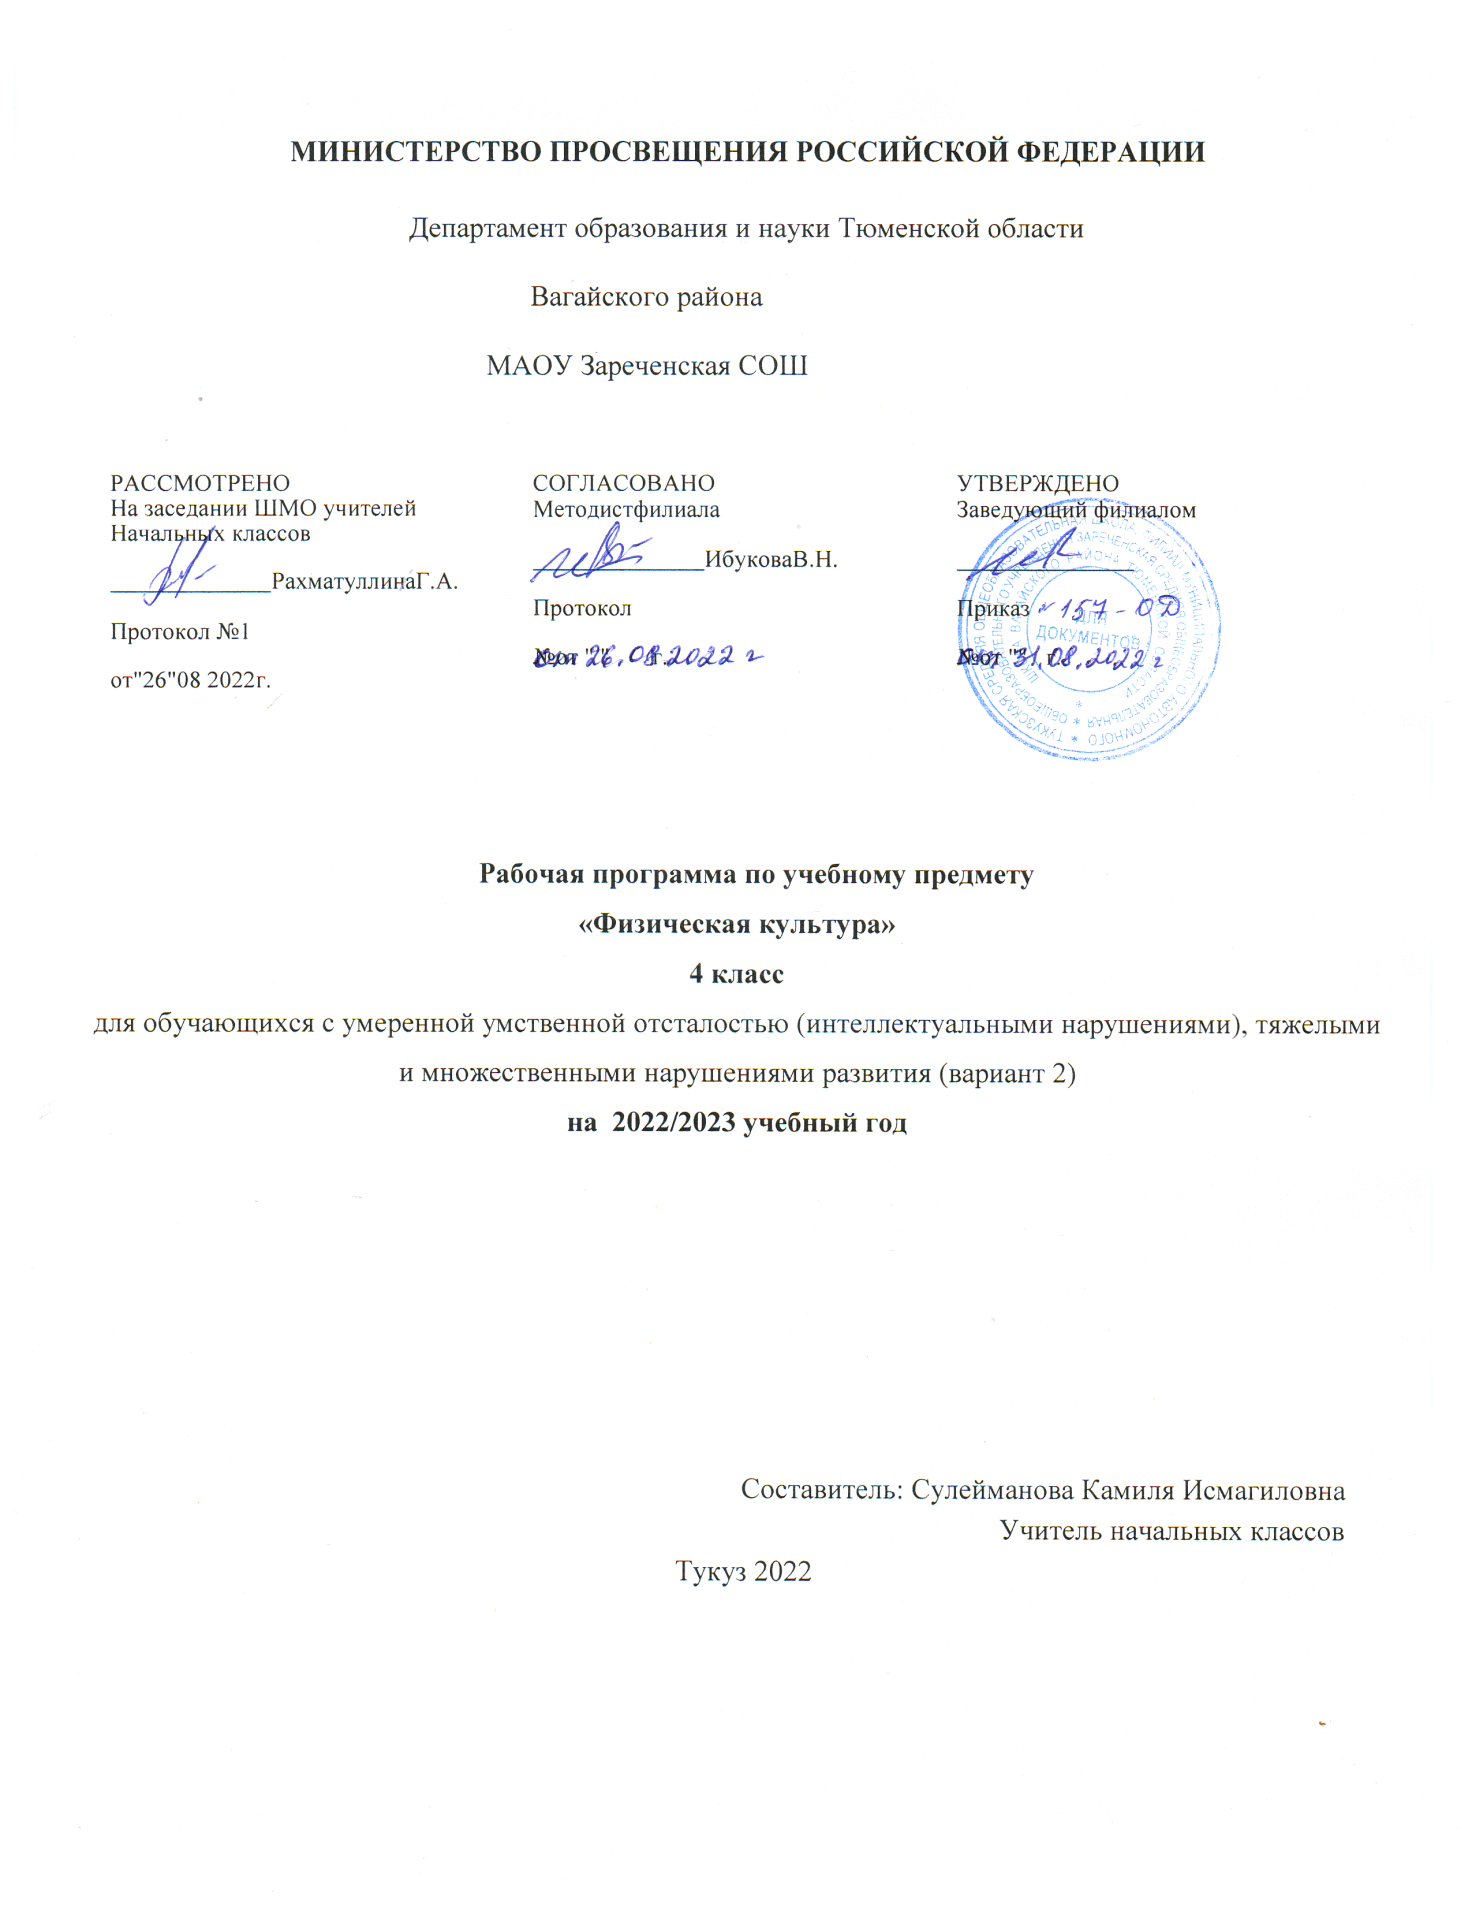 МИНИСТЕРСТВО ПРОСВЕЩЕНИЯ РОССИЙСКОЙ ФЕДЕРАЦИИ
Департамент образования и науки Тюменской области
Вагайского района
МАОУ Зареченская СОШ
РАССМОТРЕНО
На заседании ШМО учителей
Начальных классов
РахматуллинаГ.А.
Протокол №1
от"26"08 2022г.
СОГЛАСОВАНО
Методистфилиала
ИбуковаВ.Н.
Протокол
26.08.2022 г
УТВЕРЖДЕНО
Заведующий филиалом
Приказ № 157-ОД
31.08.2022 г
ДЛЯ
ДОКУМЕНТОВ
Рабочая программа по учебному предмету
«Физическая культура»
4 класс
для обучающихся с умеренной умственной отсталостью (интеллектуальными нарушениями), тяжелыми
и множественными нарушениями развития (вариант 2)
на 2022/2023 учебный год
Составитель: Сулейманова Камиля Исмагиловна
Учитель начальных классов
Тукуз 2022